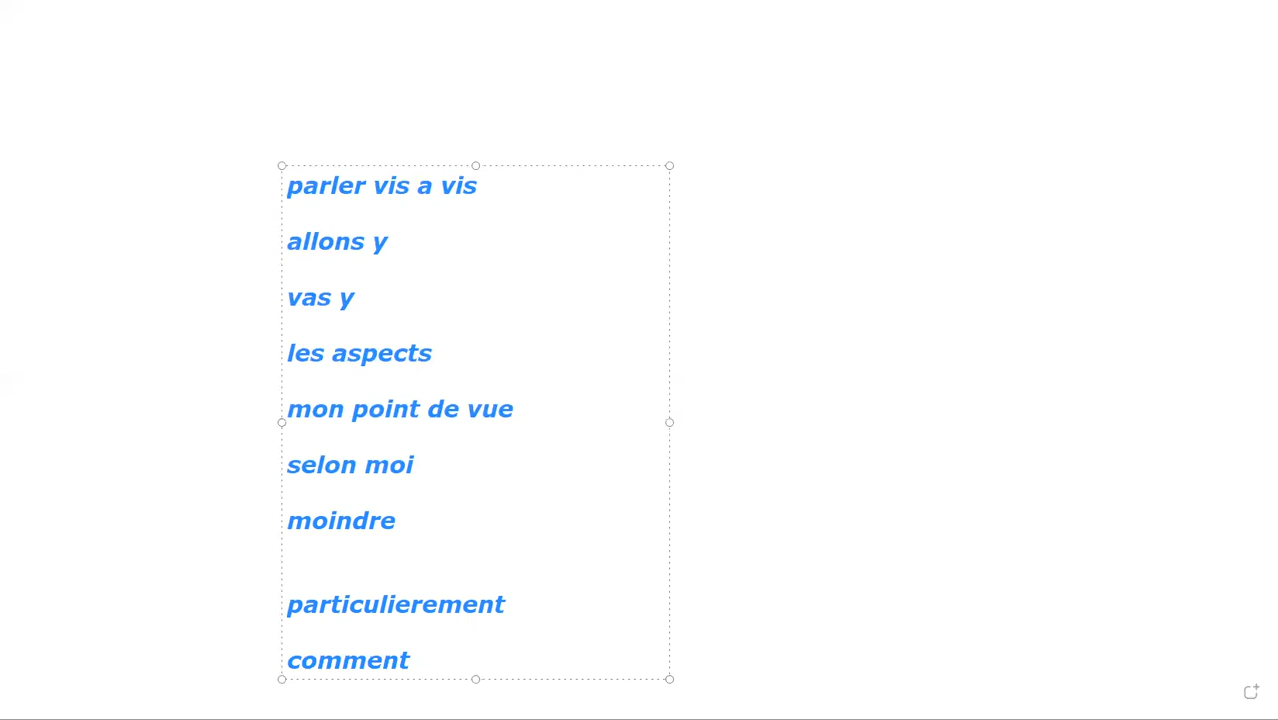 parler vis a vis
allons y
vas y
les aspects
mon point de vue
selon moi
moindre
particulierement
comment